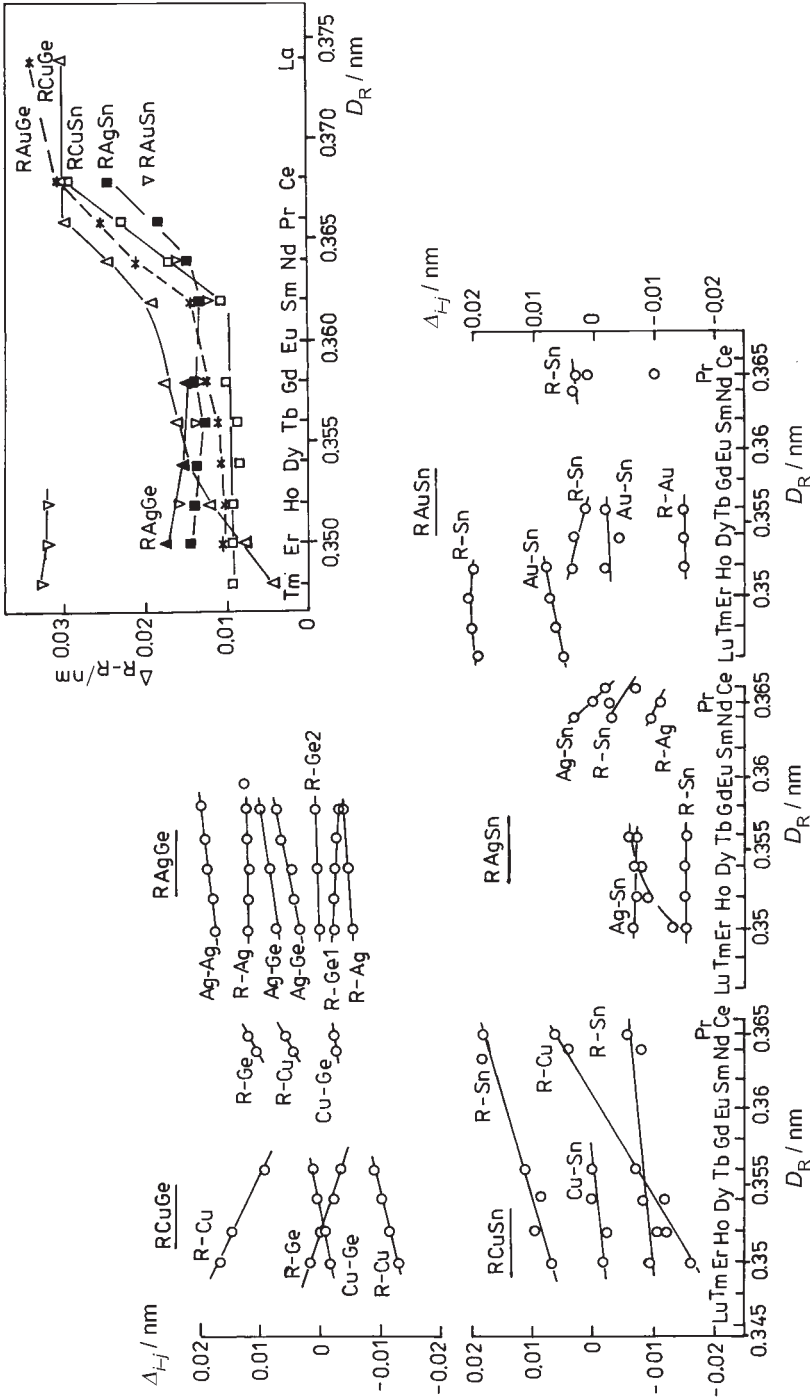 RAuGe
RCuGe
RCuSn
RAgSn
RAuSn
RAgGe
Δ R-R/nm
0.03
0.02
0.01
0
Tm Er Ho Dy Tb Gd Eu Sm Nd Pr Ce La
0.350 0.355 0.360 0.365 0.370 0.375
D R / nm
Δ i-j / nm
0.02
0.01
0
-0.01
-0.02
RCuGe
R-Cu
R-Ge
Cu-Ge
R-Cu
R-Ge
R-Cu
Cu-Ge
RAgGe
Ag-Ag
R-Ag
Ag-Ge
Ag-Ge
R-Ge1
R-Ag
R-Ge2
0.02
0.01
0
-0.01
-0.02
RCuSn
R-Sn
Cu-Sn
R-Cu
R-Sn
Lu Tm Er Ho Dy Tb Gd Eu Sm Nd Pr Ce
0.345 0.35 0.355 0.36 0.365
D R / nm
RAgSn
Ag-Sn
R-Sn
Ag-Sn
R-Sn
R-Ag
Lu Tm Er Ho Dy Tb Gd Eu Sm Nd Pr Ce
0.35 0.355 0.36 0.365
D R / nm
RAuSn
R-Sn
Au-Sn
R-Sn
Au-Sn
R-Au
R-Sn
Lu Tm Er Ho Dy Tb Gd Eu Sm Nd Pr Ce
0.35 0.355 0.36 0.365
D R / nm
Δ i-j / nm
0.02
0.01
0
-0.01
-0.02